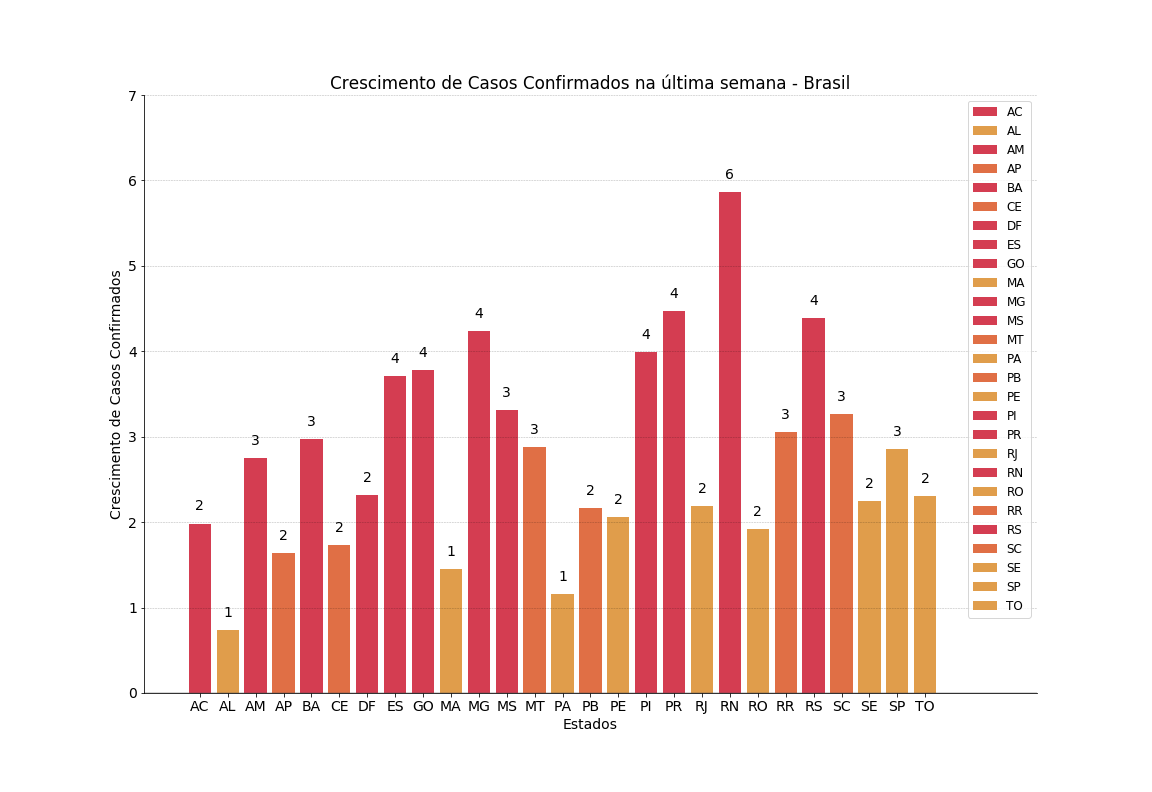 Crescimento de Casos Confirmados na última semana - Brasil
Crescimento de Casos Confirmados
7
6
5
4
3
2
1
0
2
1
3
2
3
2
2
4
4
1
4
3
3
1
2
2
4
4
2
6
2
3
4
3
2
3
2
AC AL AM AP BA CE DF ES GO MA MG MS MT PA PB PE PI PR RJ RN RO RR RS SC SE SP TO
Estados
AC
AL
AM
AP
BA
CE
DF
ES
GO
MA
MG
MS
MT
PA
PB
PE
PI
PR
RJ
RN
RO
RR
RS
SC
SE
SP
TO